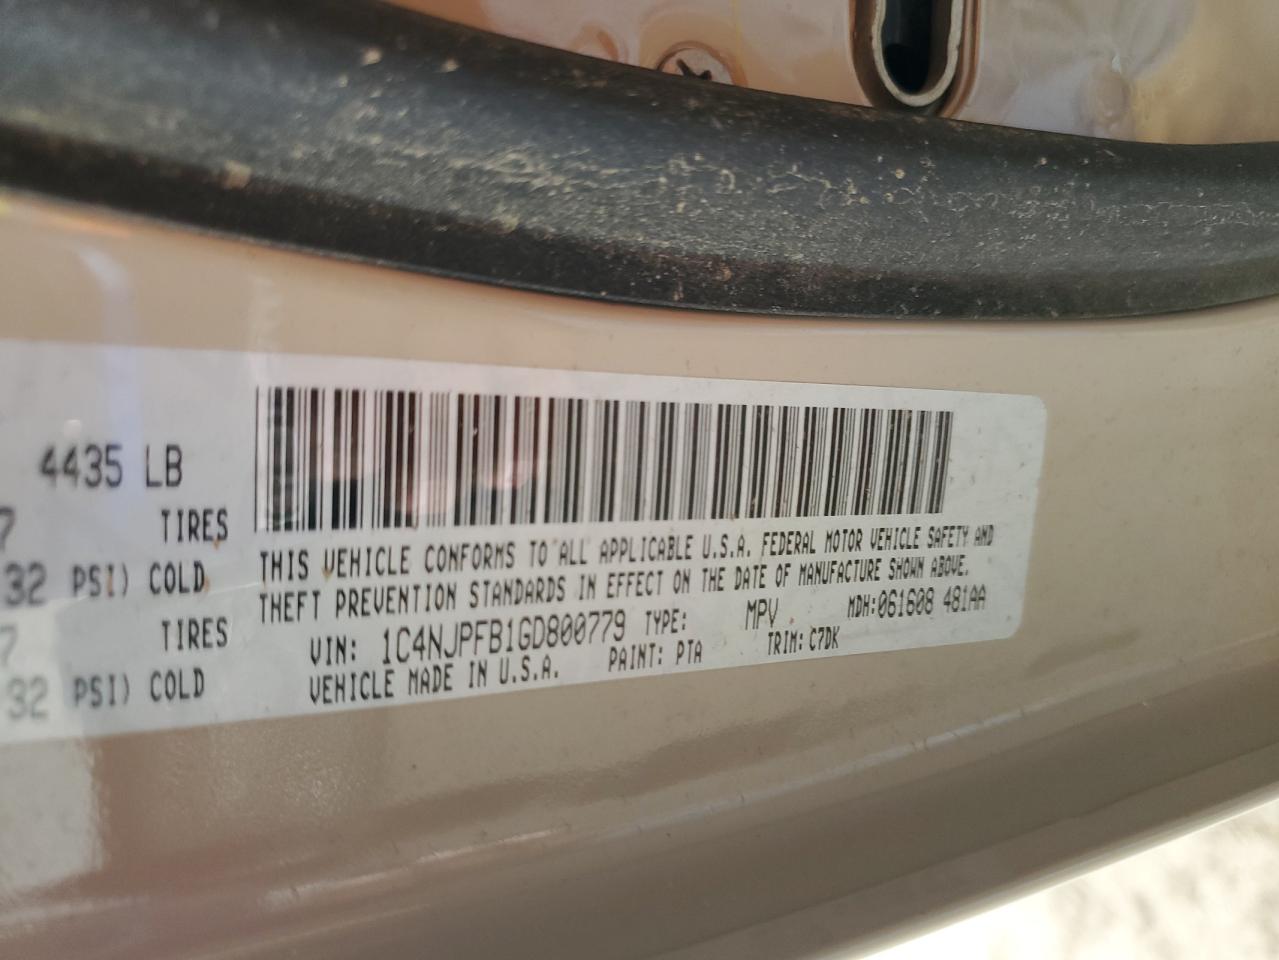 4435 LB
7 TIRES
32 PSI) COLD
7 TIRES
32 PSI) COLD
THIS VEHICLE CONFORMS TO ALL APPLICABLE U.S.A. FEDERAL MOTOR VEHICLE SAFETY AND
THEFT PREVENTION STANDARDS IN EFFECT ON THE DATE OF MANUFACTURE SHOWN ABOVE.
VIN: 1C4NJPFB1GD800779 TYPE: MPV MDH:061608 481AA
VEHICLE MADE IN U.S.A. PAINT: PTA TRIM: C7DK